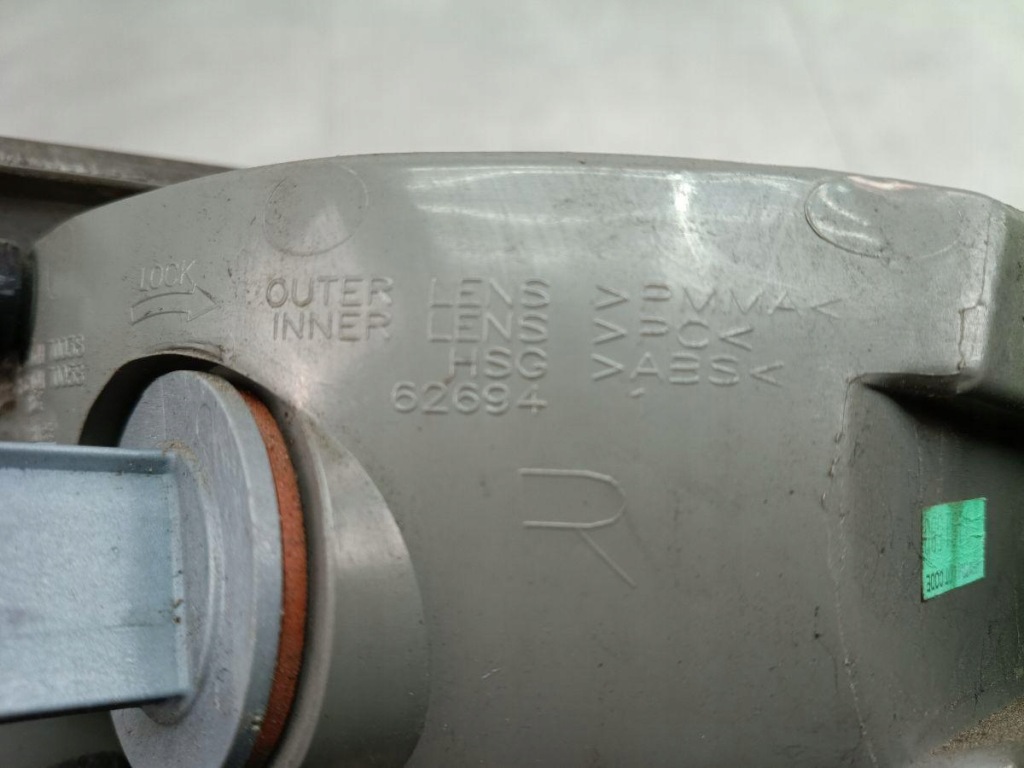 LOCK
OUTER LENS >PMMA<
INNER LENS >PC<
HSG >ABS<
62694
R